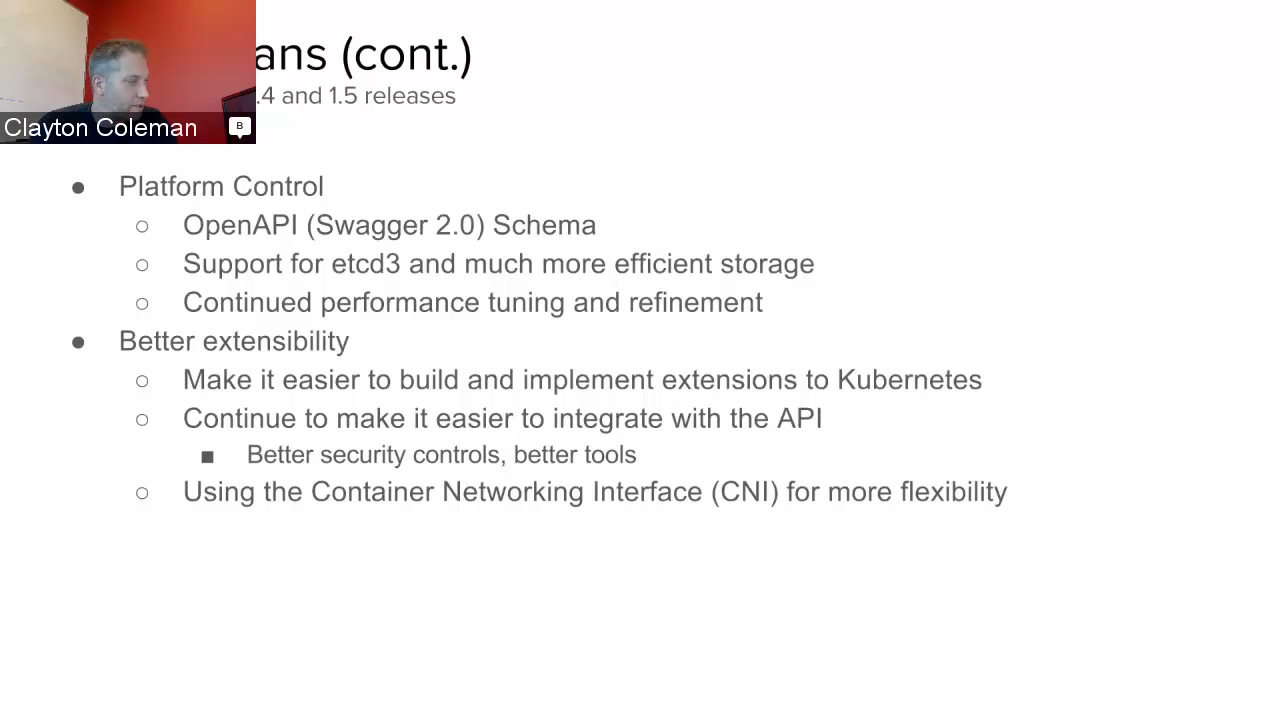 ans (cont.)
.4 and 1.5 releases
Clayton Coleman
B
● Platform Control
○ OpenAPI (Swagger 2.0) Schema
○ Support for etcd3 and much more efficient storage
○ Continued performance tuning and refinement
● Better extensibility
○ Make it easier to build and implement extensions to Kubernetes
○ Continue to make it easier to integrate with the API
■ Better security controls, better tools
○ Using the Container Networking Interface (CNI) for more flexibility